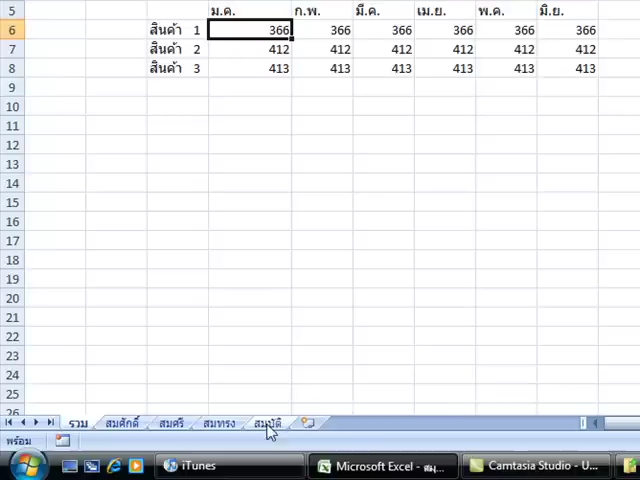 5 ม.ค. ก.พ. มี.ค. เม.ย. พ.ค. มิ.ย.
6 สินค้า 1 366 366 366 366 366 366
7 สินค้า 2 412 412 412 412 412 412
8 สินค้า 3 413 413 413 413 413 413
9
10
11
12
13
14
15
16
17
18
19
20
21
22
23
24
25
26
รวม สมศักดิ์ สมศรี สมทรง สมบัติ
พร้อม
iTunes Microsoft Excel - สมุ... Camtasia Studio - U...